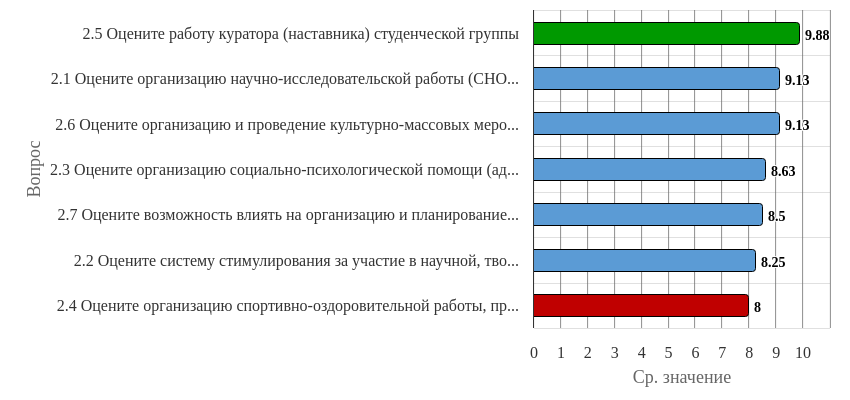 2.5 Оцените работу куратора (наставника) студенческой группы
9.88
2.1 Оцените организацию научно-исследовательской работы (СНО...
9.13
2.6 Оцените организацию и проведение культурно-массовых меро...
9.13
2.3 Оцените организацию социально-психологической помощи (ад...
8.63
2.7 Оцените возможность влиять на организацию и планирование...
8.5
2.2 Оцените систему стимулирования за участие в научной, тво...
8.25
2.4 Оцените организацию спортивно-оздоровительной работы, пр...
8
Вопрос
0 1 2 3 4 5 6 7 8 9 10
Ср. значение